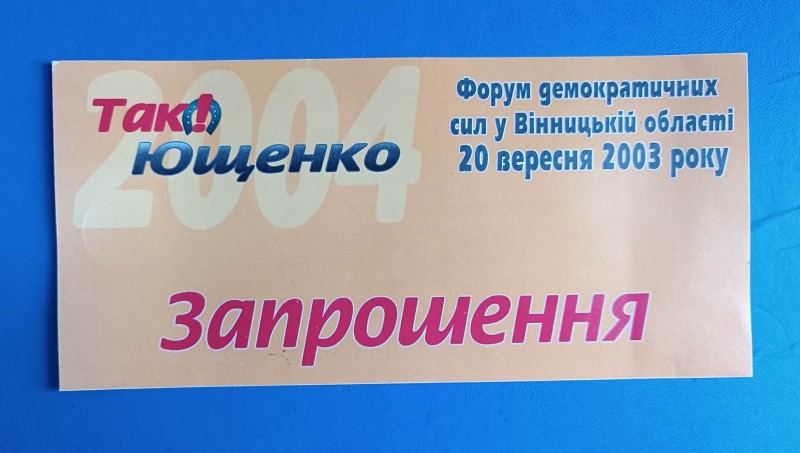 2004
Так!
Ющенко
Форум демократичних
сил у Вінницькій області
20 вересня 2003 року
Запрошення